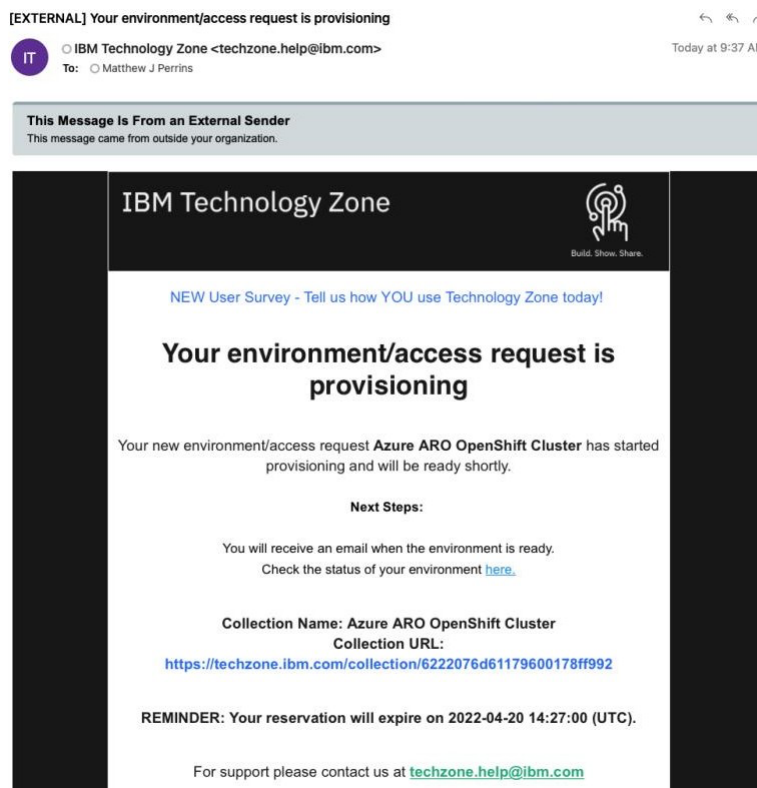 [EXTERNAL] Your environment/access request is provisioning
IT
IBM Technology Zone <techzone.help@ibm.com>
Today at 9:37 AM
To: Matthew J Perrins
This Message Is From an External Sender
This message came from outside your organization.
IBM Technology Zone
Build. Show. Share.
NEW User Survey - Tell us how YOU use Technology Zone today!
Your environment/access request is
provisioning
Your new environment/access request Azure ARO OpenShift Cluster has started
provisioning and will be ready shortly.
Next Steps:
You will receive an email when the environment is ready.
Check the status of your environment here.
Collection Name: Azure ARO OpenShift Cluster
Collection URL:
https://techzone.ibm.com/collection/6222076d61179600178ff992
REMINDER: Your reservation will expire on 2022-04-20 14:27:00 (UTC).
For support please contact us at techzone.help@ibm.com